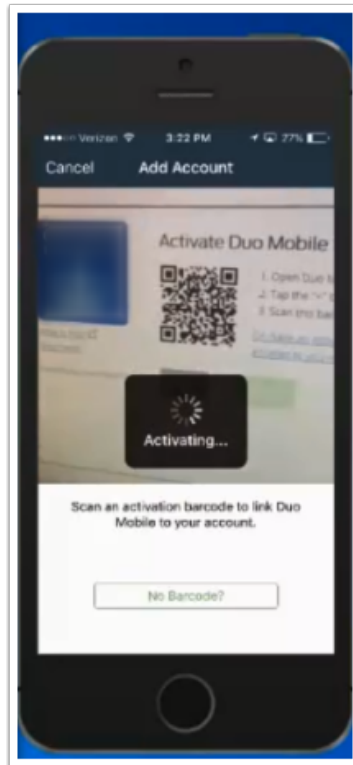 Verizon 3:22 PM 27%
Cancel Add Account
Activate Duo Mobile
1. Open Duo
2. Tap the "+"
3. Scan this
Activating...
Scan an activation barcode to link Duo
Mobile to your account.
No Barcode?